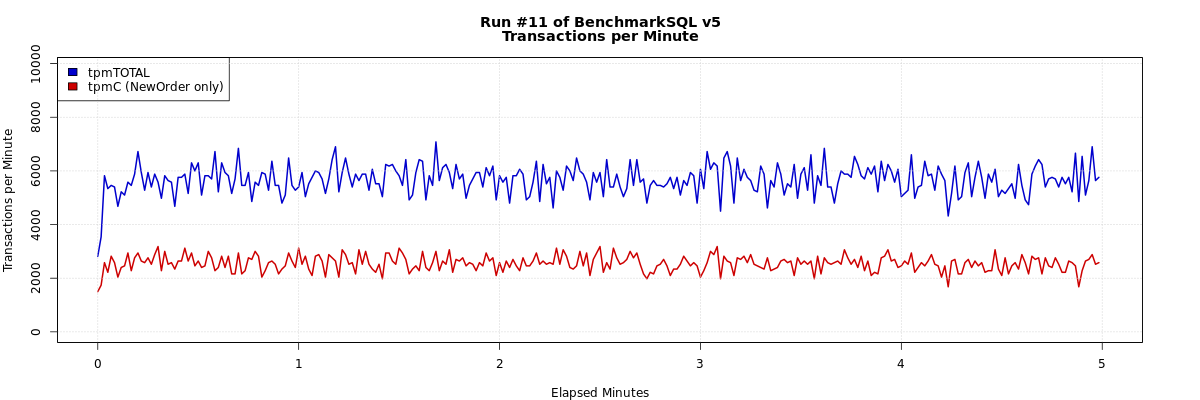 Run #11 of BenchmarkSQL v5
Transactions per Minute
tpmTOTAL
tpmC (NewOrder only)
Transactions per Minute
10000
8000
6000
4000
2000
0
0 1 2 3 4 5
Elapsed Minutes